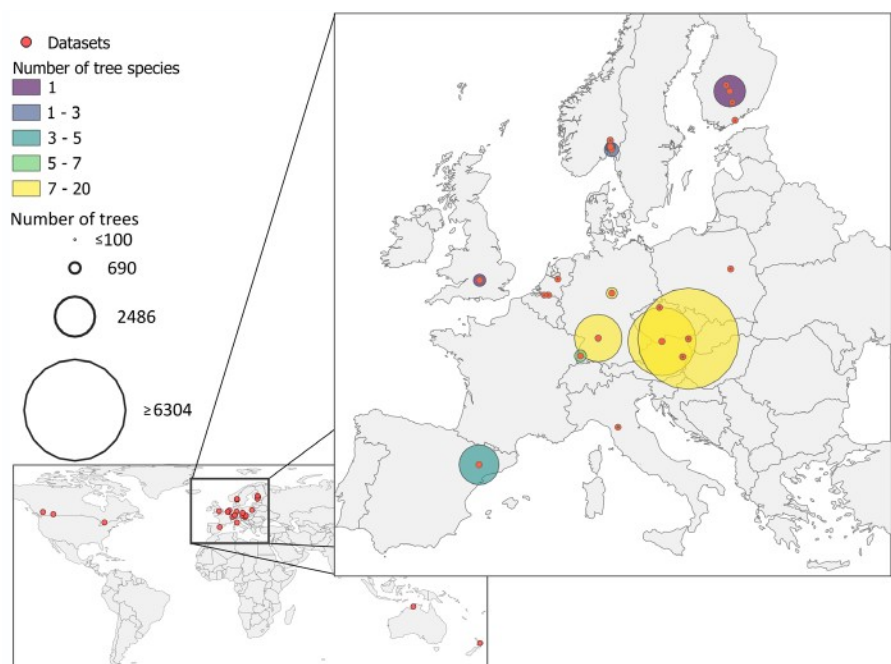 Datasets
Number of tree species
1
1 - 3
3 - 5
5 - 7
7 - 20
Number of trees
≤100
690
2486
≥6304